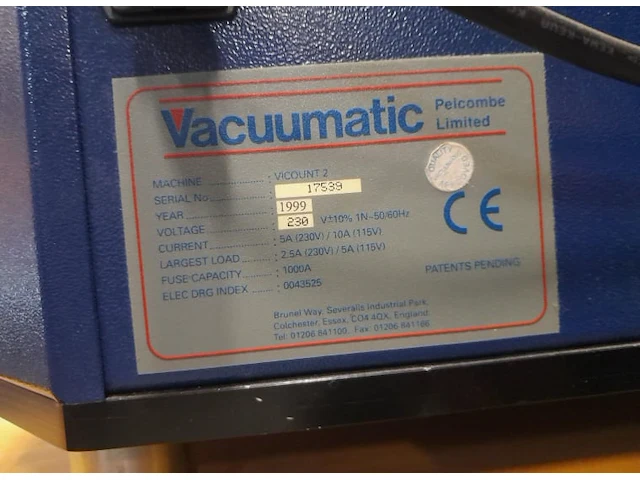 Vacuumatic Pelcombe Limited
MACHINE : VICOUNT 2
SERIAL No : 17539
YEAR : 1999
VOLTAGE : 230 V±10% 1N~50/60Hz
CURRENT : 5A (230V) / 10A (115V)
LARGEST LOAD : 2.5A (230V) / 5A (115V)
FUSE CAPACITY : 1000A
ELEC DRG INDEX : 0043525
CE
PATENTS PENDING
Brunel Way, Severalls Industrial Park,
Colchester, Essex, CO4 4QX, England
Tel: 01206 841100 Fax: 01206 841166